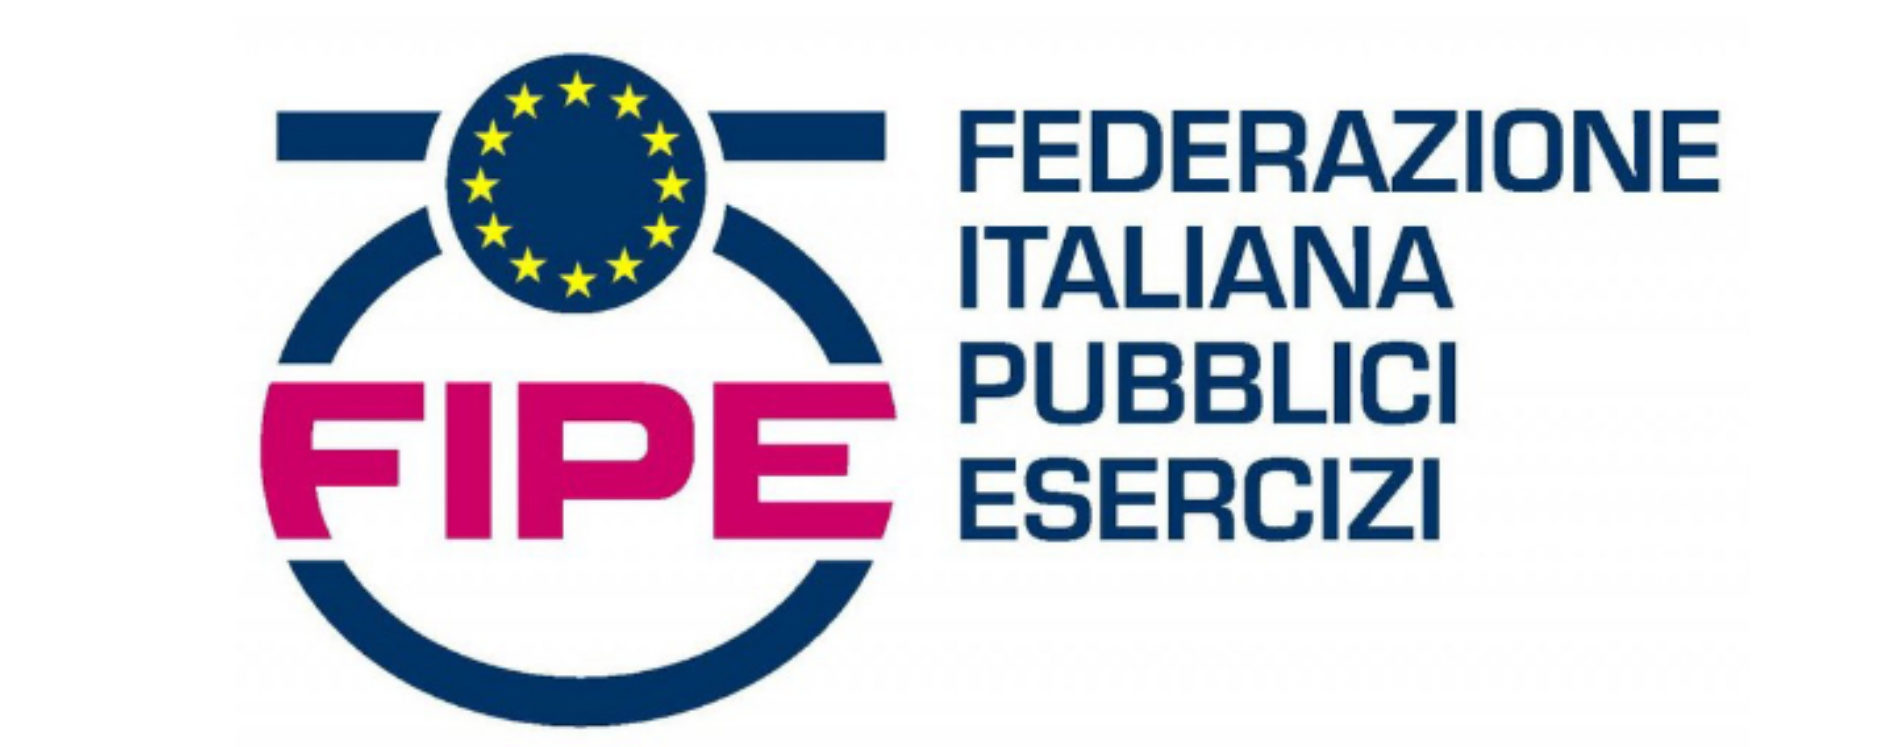 FIPE
FEDERAZIONE
ITALIANA
PUBBLICI
ESERCIZI